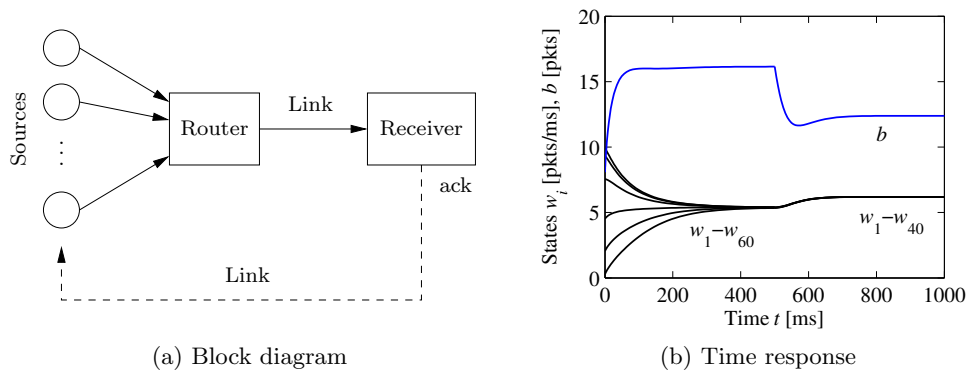 Sources
⋮
Router
Link
Receiver
ack
Link
(a) Block diagram
States w_i [pkts/ms], b [pkts]
20
15
10
5
0
b
w_1–w_60
w_1–w_40
0 200 400 600 800 1000
Time t [ms]
(b) Time response